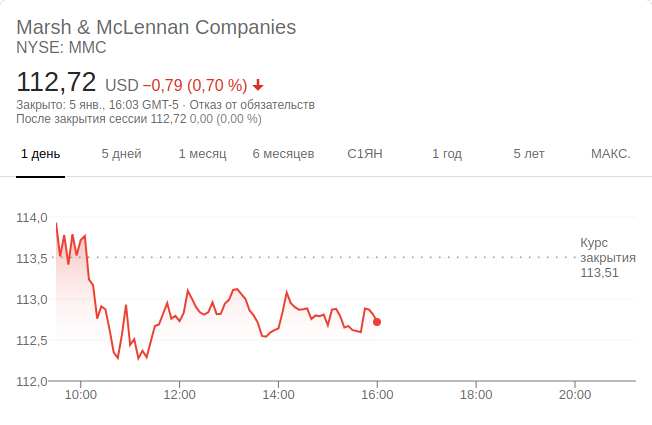 Marsh & McLennan Companies
NYSE: MMC
112,72 USD −0,79 (0,70 %)
Закрыто: 5 янв., 16:03 GMT-5 · Отказ от обязательств
После закрытия сессии 112,72 0,00 (0,00 %)
1 день 5 дней 1 месяц 6 месяцев С1ЯН 1 год 5 лет МАКС.
114,0
113,5
113,0
112,5
112,0
Курс
закрытия
113,51
10:00 12:00 14:00 16:00 18:00 20:00